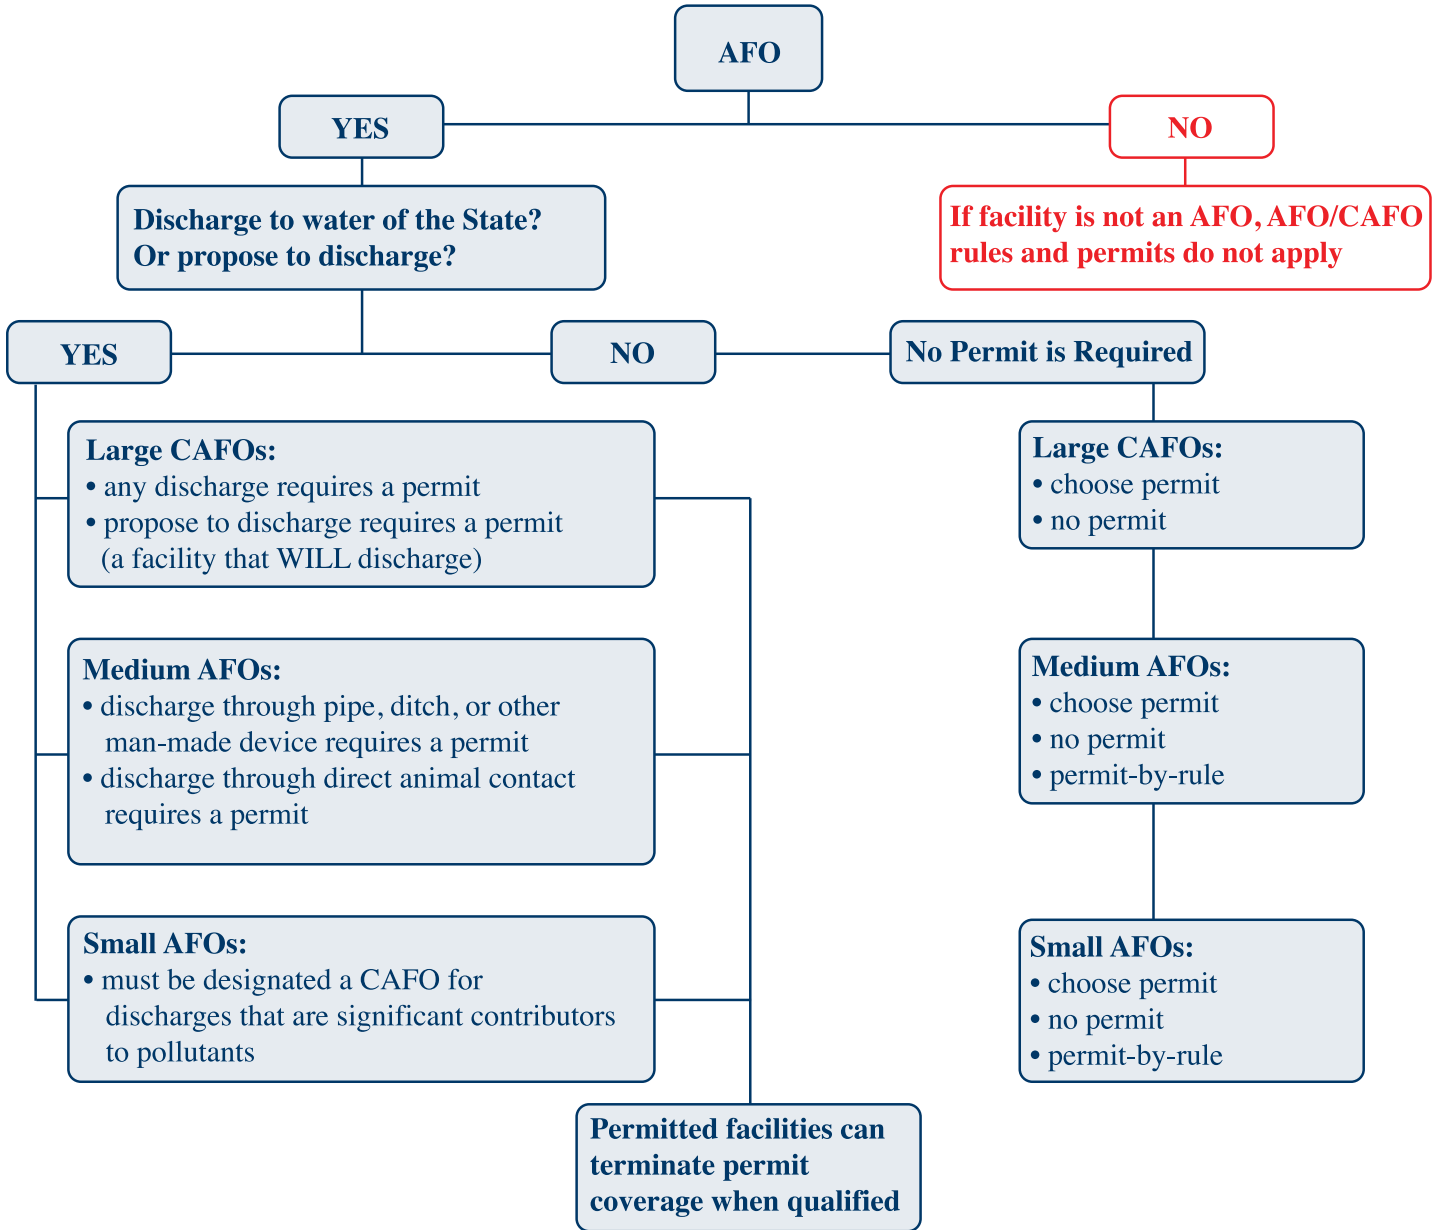 AFO
YES
NO
Discharge to water of the State?
Or propose to discharge?
If facility is not an AFO, AFO/CAFO
rules and permits do not apply
YES
NO
No Permit is Required
Large CAFOs:
• any discharge requires a permit
• propose to discharge requires a permit
(a facility that WILL discharge)
Large CAFOs:
• choose permit
• no permit
Medium AFOs:
• discharge through pipe, ditch, or other
man-made device requires a permit
• discharge through direct animal contact
requires a permit
Medium AFOs:
• choose permit
• no permit
• permit-by-rule
Small AFOs:
• must be designated a CAFO for
discharges that are significant contributors
to pollutants
Small AFOs:
• choose permit
• no permit
• permit-by-rule
Permitted facilities can
terminate permit
coverage when qualified